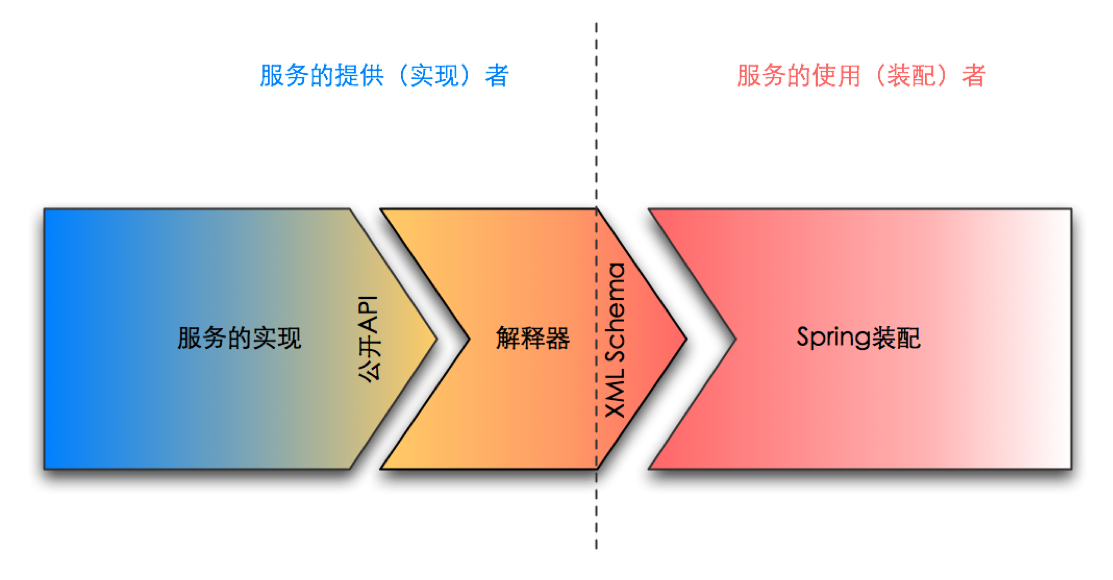 服务的提供（实现）者
服务的使用（装配）者
服务的实现
公开API
解释器
XML Schema
Spring装配